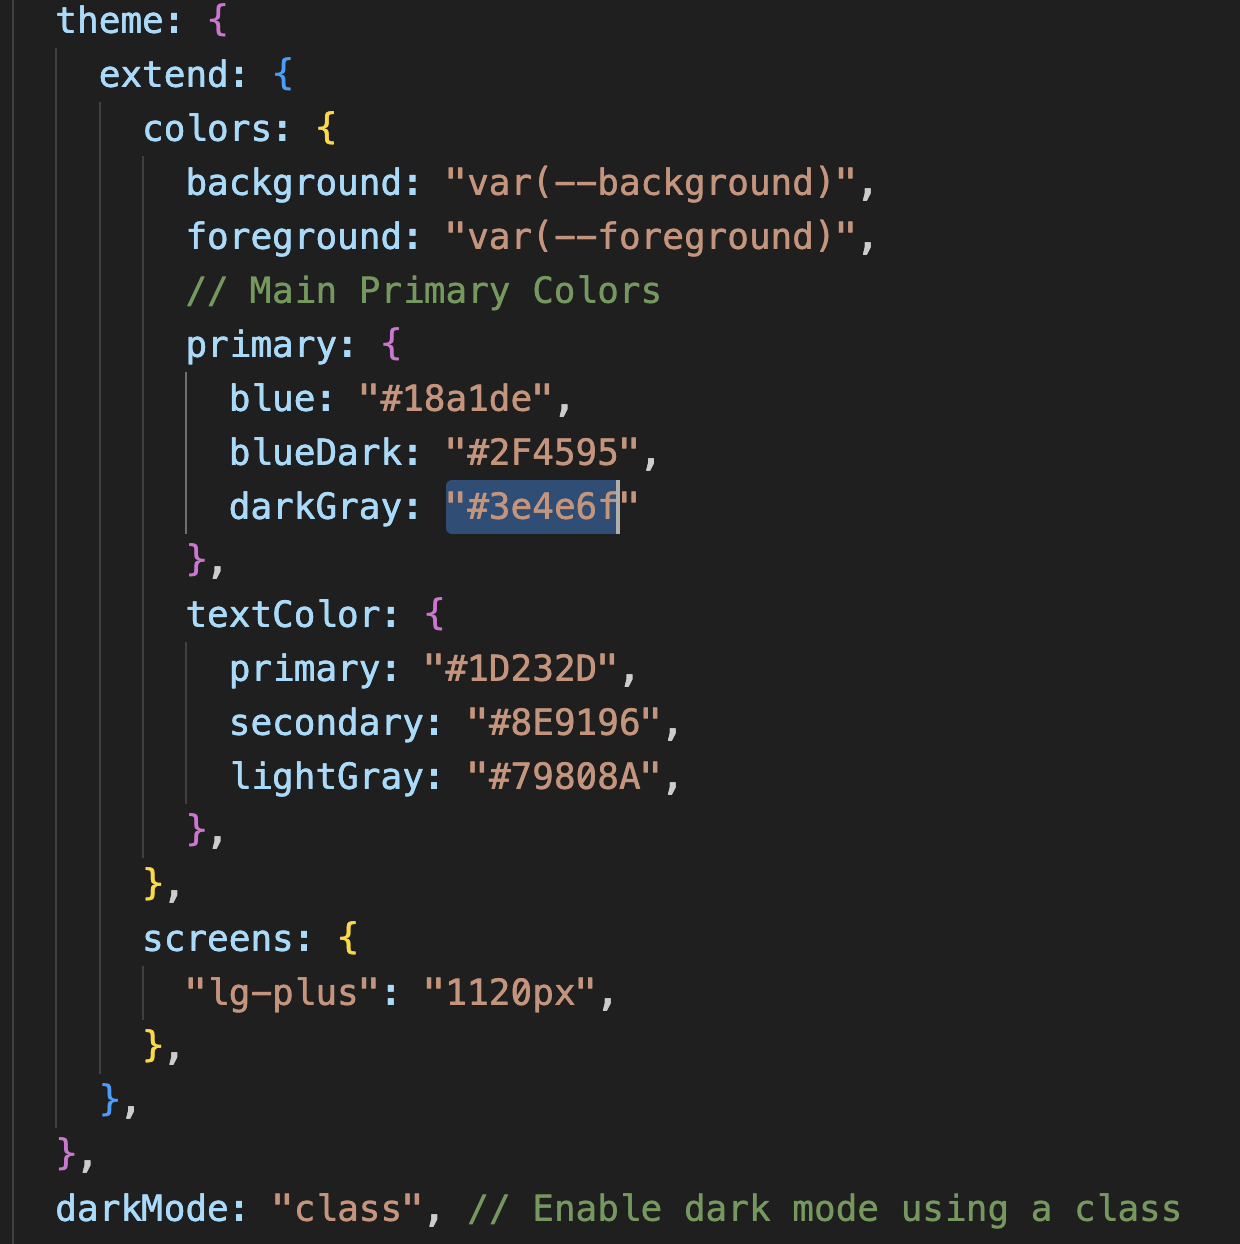 theme: {
extend: {
colors: {
background: "var(--background)",
foreground: "var(--foreground)",
// Main Primary Colors
primary: {
blue: "#18a1de",
blueDark: "#2F4595",
darkGray: "#3e4e6f"
},
textColor: {
primary: "#1D232D",
secondary: "#8E9196",
lightGray: "#79808A",
},
},
screens: {
"lg-plus": "1120px",
},
},
},
darkMode: "class", // Enable dark mode using a class